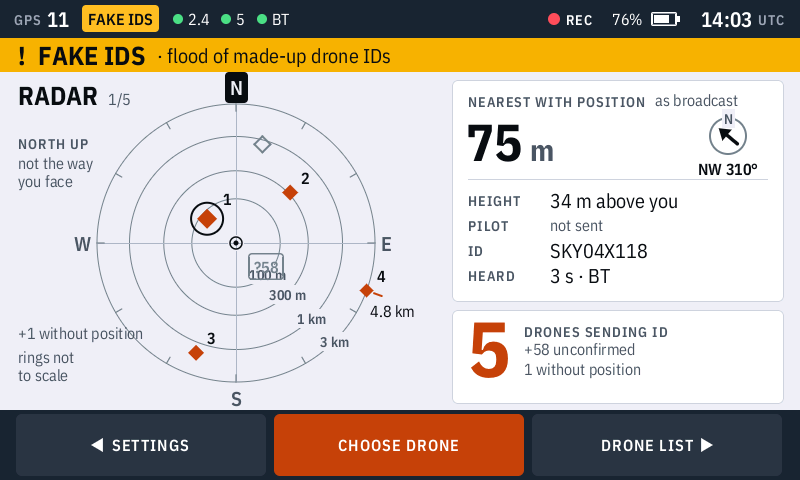 GPS 11 FAKE IDS 2.4 5 BT REC 76% 14:03 UTC
! FAKE IDS · flood of made-up drone IDs
RADAR 1/5
N
NORTH UP
not the way
you face
1
2
W
E
?58
100 m
300 m
1 km
3 km
4
4.8 km
3
+1 without position
rings not
to scale
S
NEAREST WITH POSITION as broadcast
75 m
N
NW 310°
HEIGHT 34 m above you
PILOT not sent
ID SKY04X118
HEARD 3 s · BT
5 DRONES SENDING ID
+58 unconfirmed
1 without position
◀ SETTINGS
CHOOSE DRONE
DRONE LIST ▶